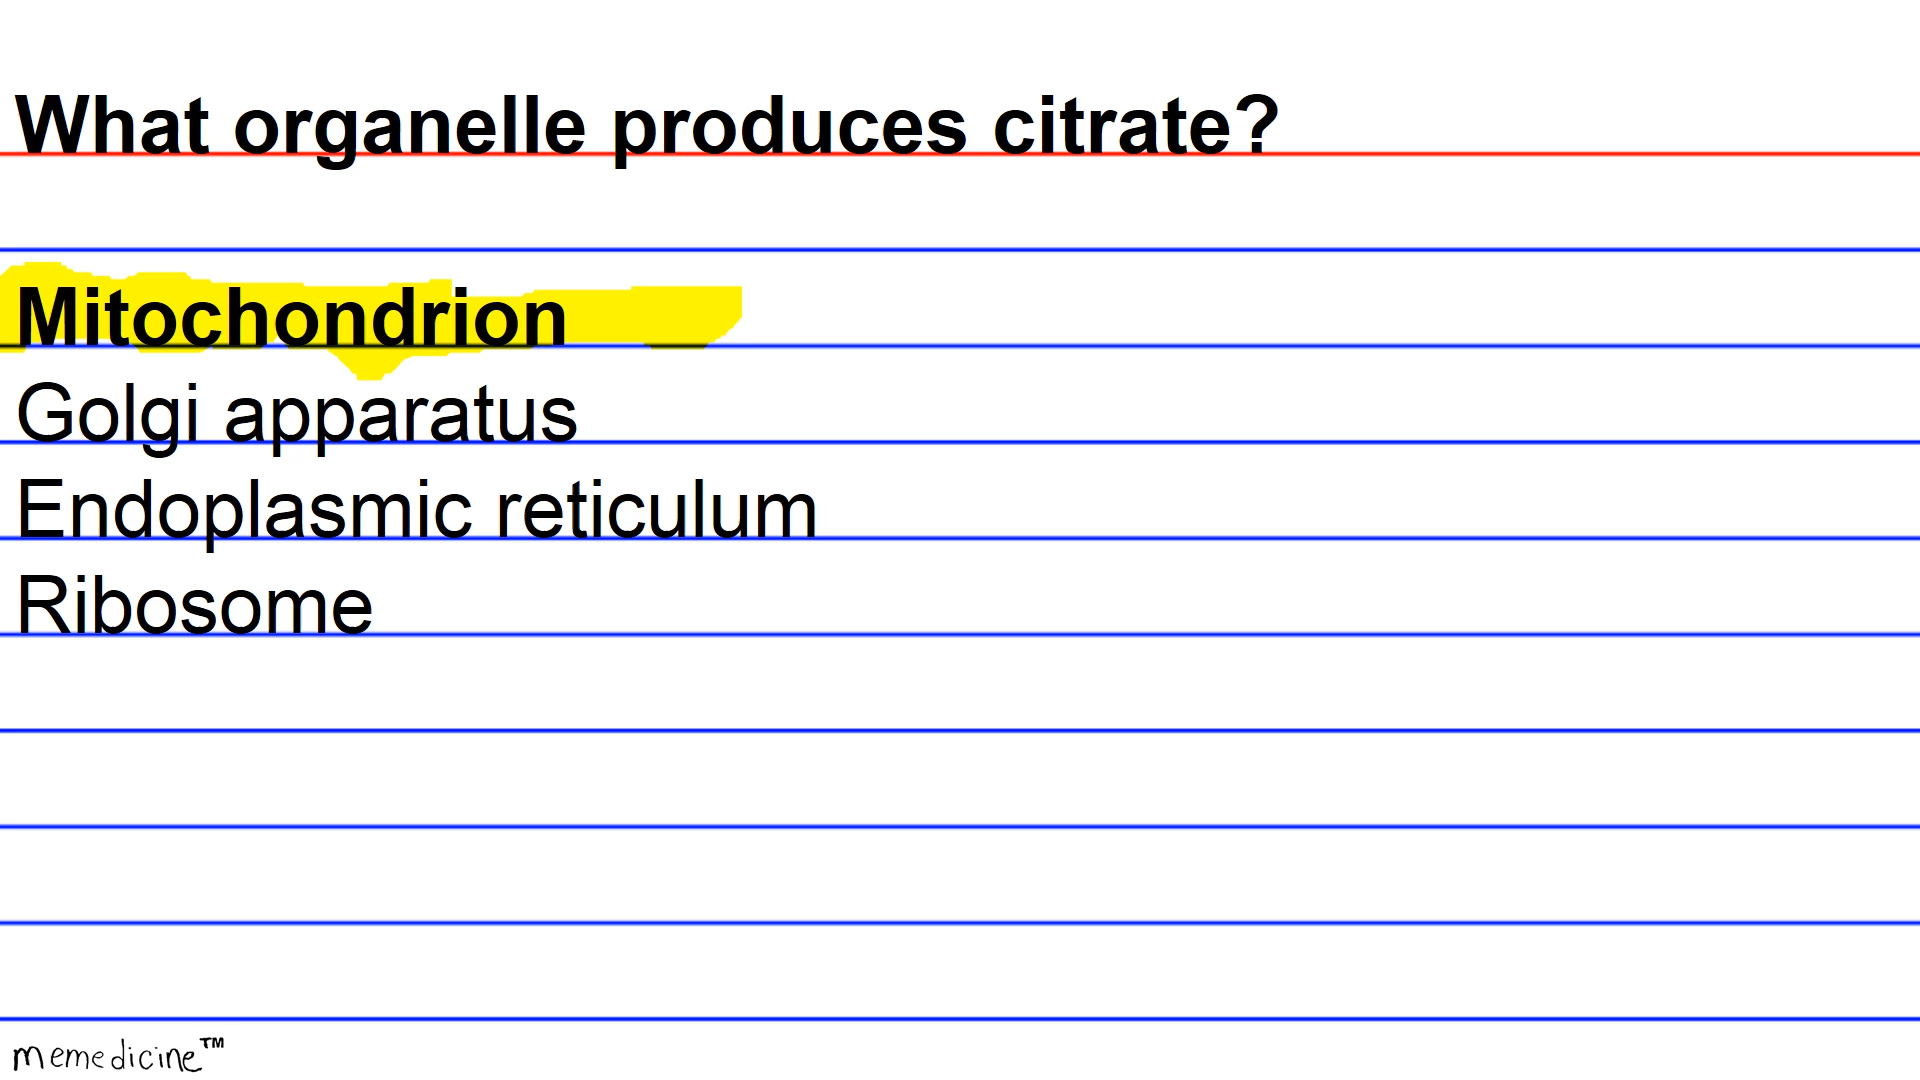 What organelle produces citrate?
Mitochondrion
Golgi apparatus
Endoplasmic reticulum
Ribosome
memedicine™